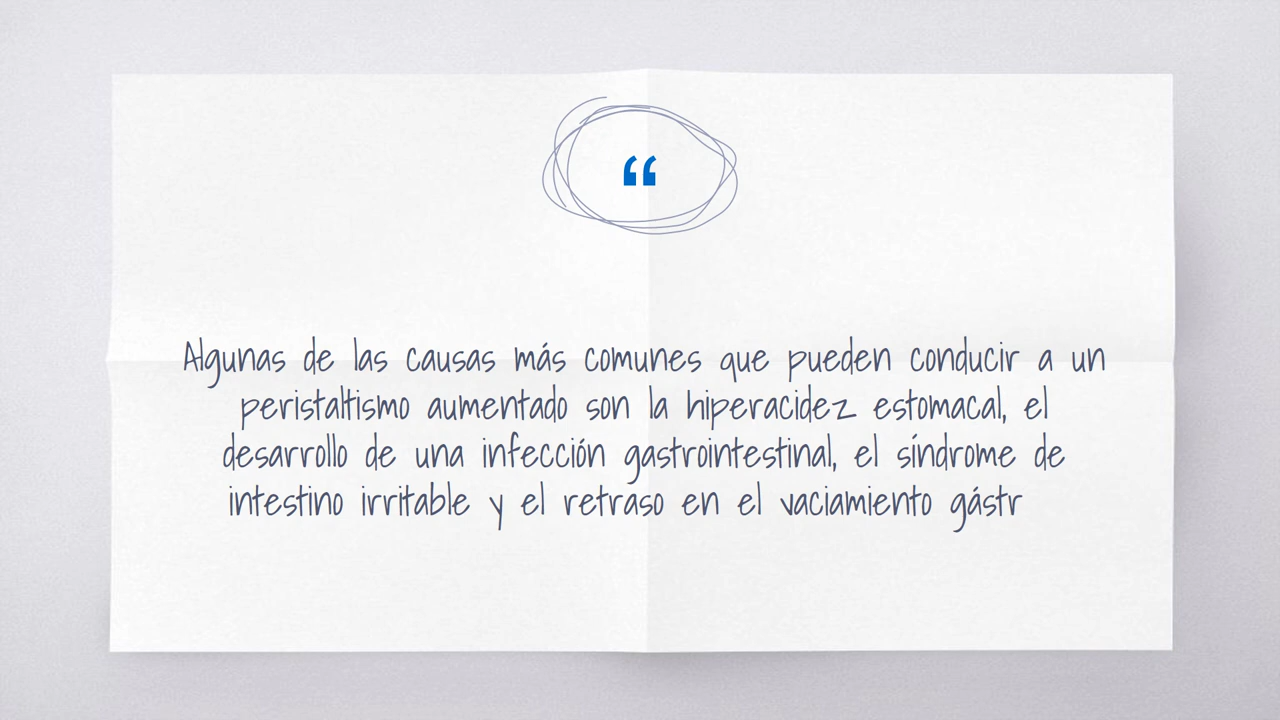 “
Algunas de las causas más comunes que pueden conducir a un
peristaltismo aumentado son la hiperacidez estomacal, el
desarrollo de una infección gastrointestinal, el síndrome de
intestino irritable y el retraso en el vaciamiento gástr